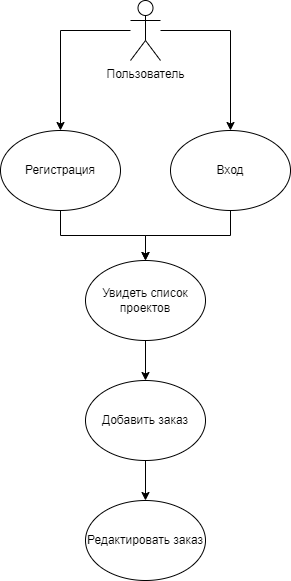 Пользователь
Регистрация
Вход
Увидеть список
проектов
Добавить заказ
Редактировать заказ